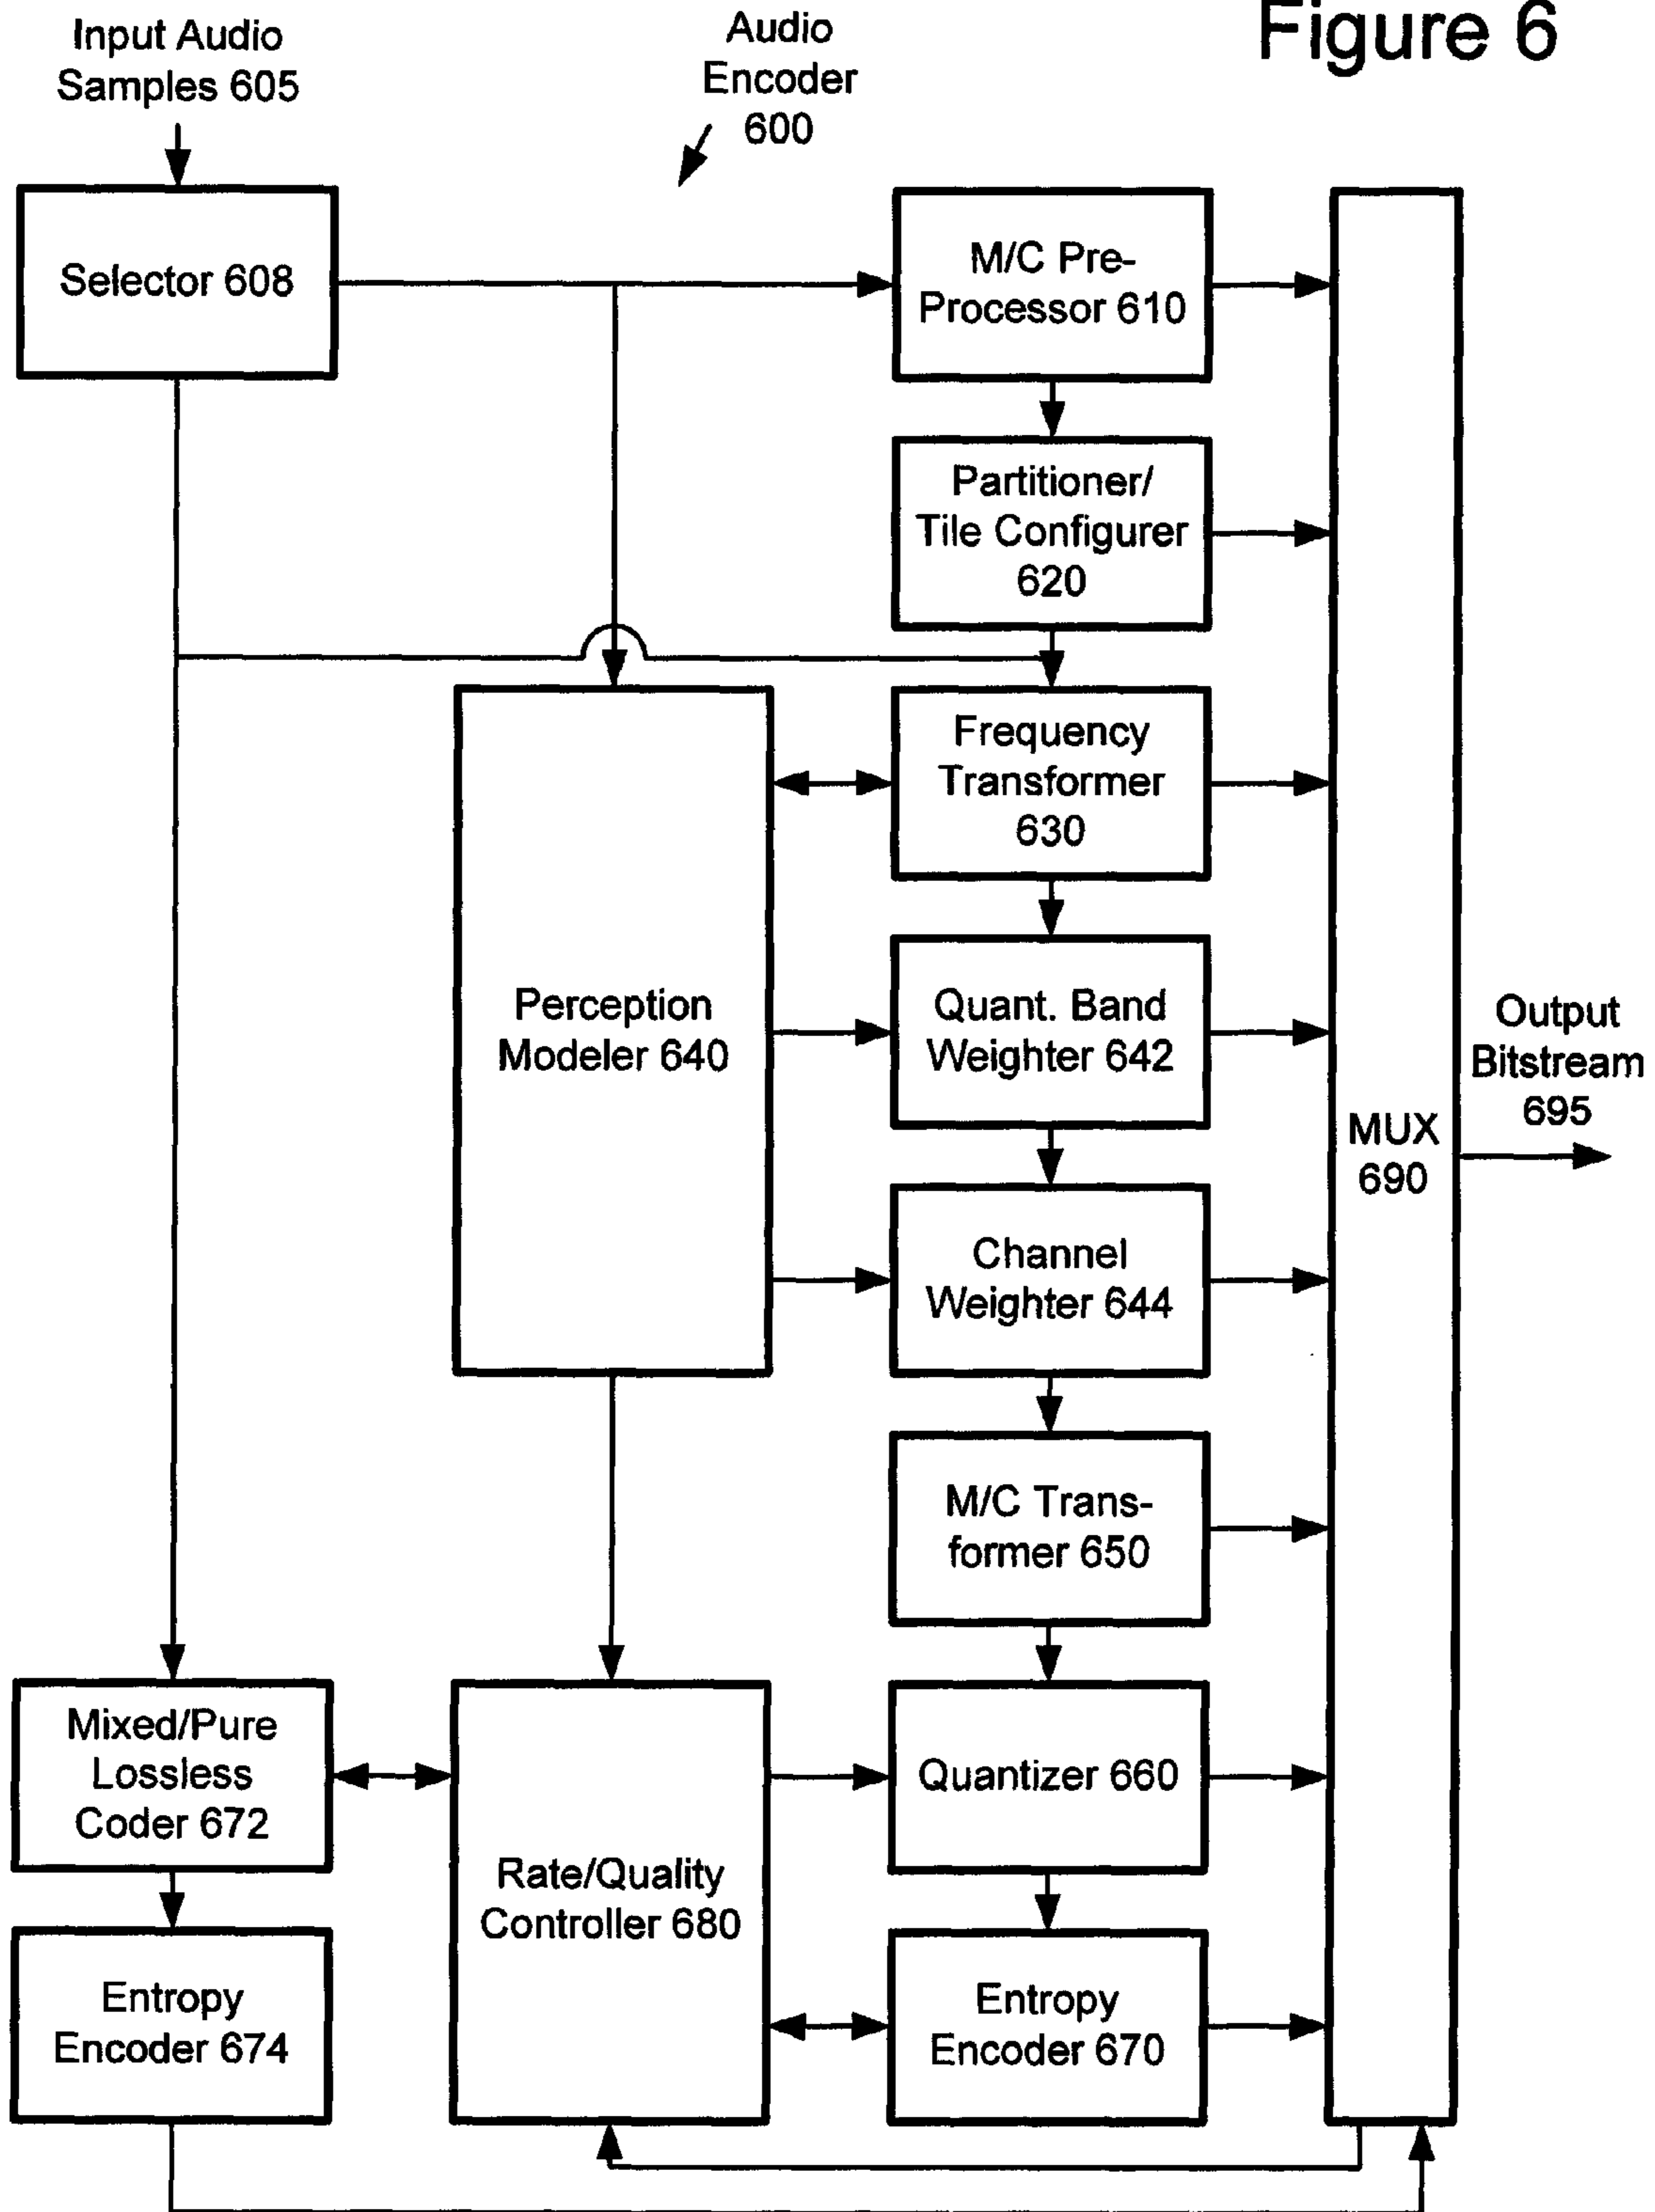 Figure 6
Input Audio
Samples 605
Audio
Encoder
600
Selector 608
M/C Pre-
Processor 610
Partitioner/
Tile Configurer
620
Frequency
Transformer
630
Perception
Modeler 640
Quant. Band
Weighter 642
Output
Bitstream
695
MUX
690
Channel
Weighter 644
M/C Trans-
former 650
Mixed/Pure
Lossless
Coder 672
Quantizer 660
Rate/Quality
Controller 680
Entropy
Encoder 674
Entropy
Encoder 670